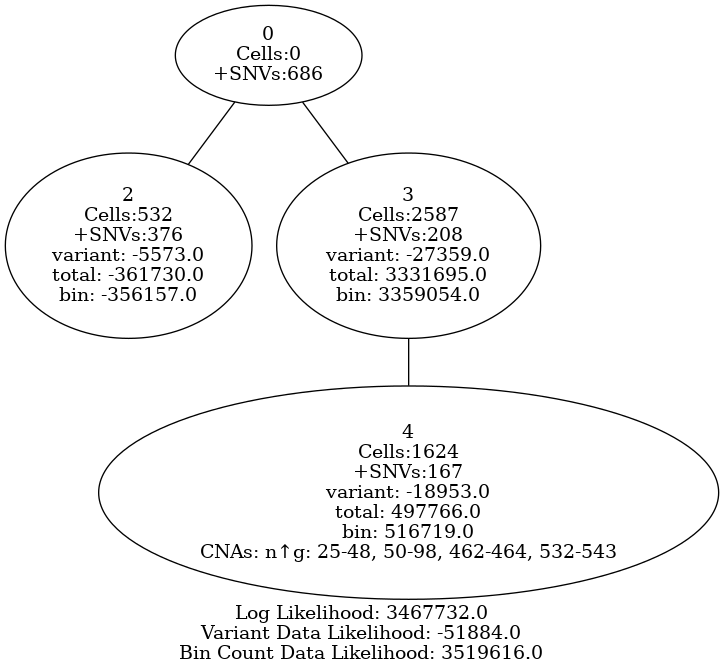 0
Cells:0
+SNVs:686
2
Cells:532
+SNVs:376
variant: -5573.0
total: -361730.0
bin: -356157.0
3
Cells:2587
+SNVs:208
variant: -27359.0
total: 3331695.0
bin: 3359054.0
4
Cells:1624
+SNVs:167
variant: -18953.0
total: 497766.0
bin: 516719.0
CNAs: n↑g: 25-48, 50-98, 462-464, 532-543
Log Likelihood: 3467732.0
Variant Data Likelihood: -51884.0
Bin Count Data Likelihood: 3519616.0